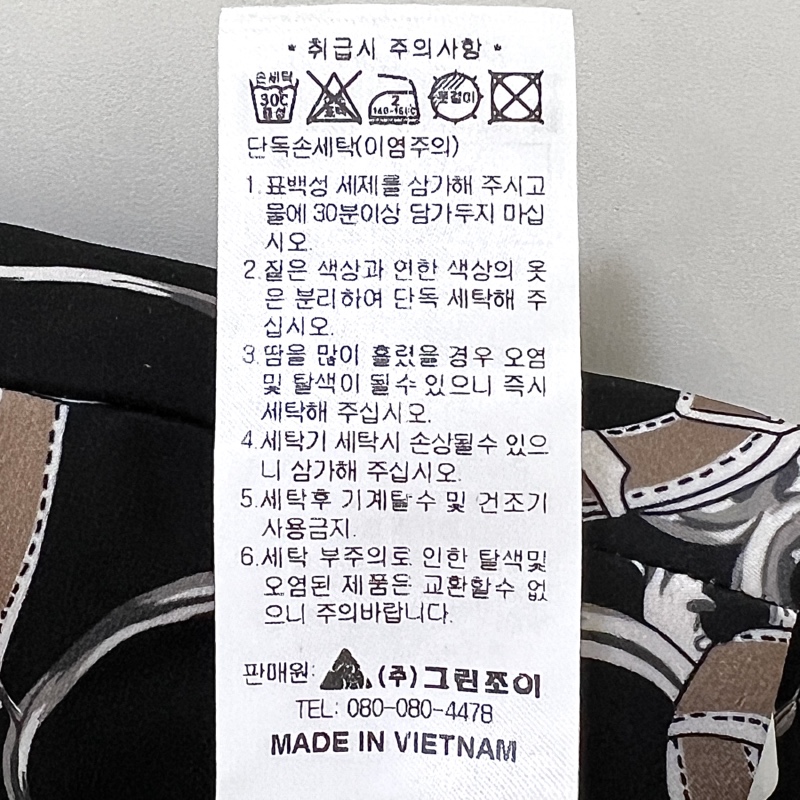 * 취급시 주의사항 *
손세탁
30℃
중성
2
140-160℃
옷걸이
단독손세탁(이염주의)
1.표백성 세제를 삼가해 주시고
물에 30분이상 담가두지 마십
시오.
2.짙은 색상과 연한 색상의 옷
은 분리하여 단독 세탁해 주
십시오.
3.땀을 많이 흘렸을 경우 오염
및 탈색이 될수 있으니 즉시
세탁해 주십시오.
4.세탁기 세탁시 손상될수 있으
니 삼가해 주십시오.
5.세탁후 기계탈수 및 건조기
사용금지.
6.세탁 부주의로 인한 탈색및
오염된 제품은 교환할수 없
으니 주의바랍니다.
판매원: (주)그린조이
TEL: 080-080-4478
MADE IN VIETNAM